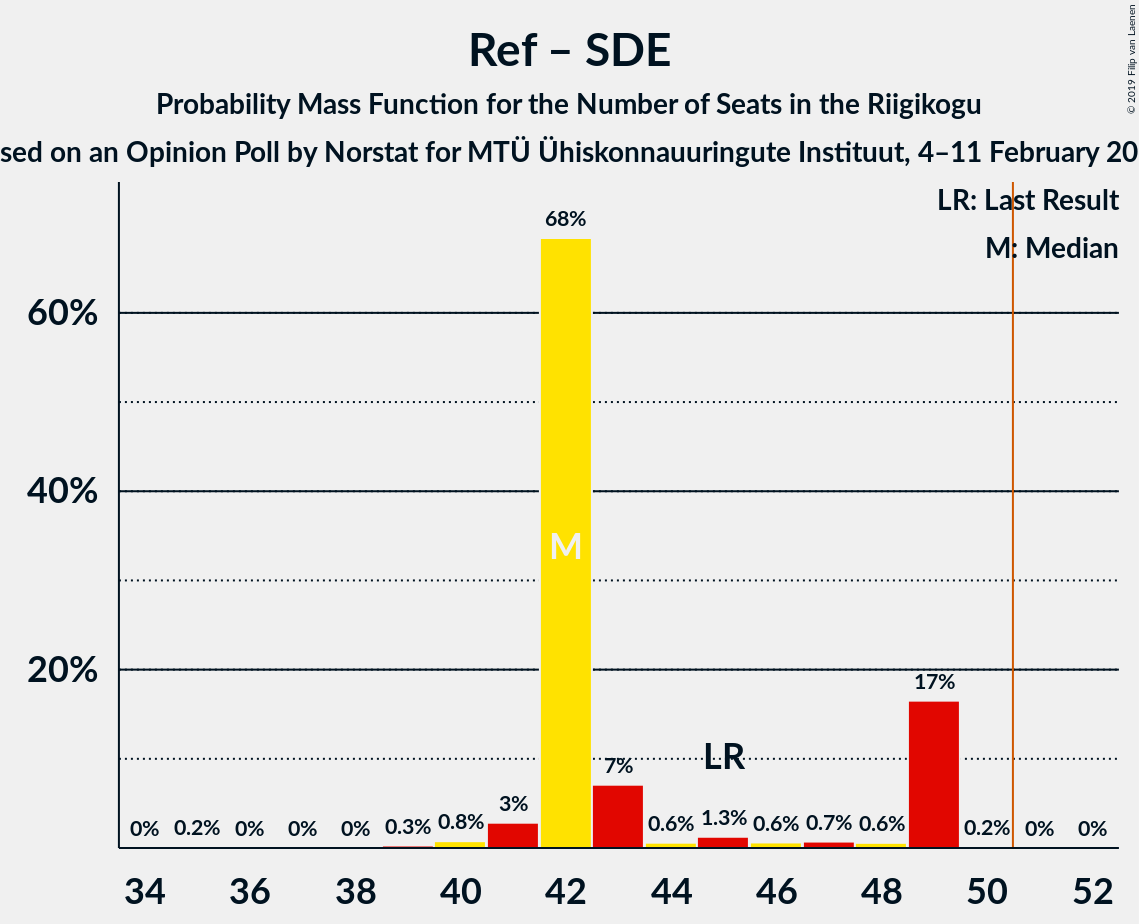 Ref – SDE
Probability Mass Function for the Number of Seats in the Riigikogu
sed on an Opinion Poll by Norstat for MTÜ Ühiskonnauuringute Instituut, 4–11 February 20
© 2019 Filip van Laenen
LR: Last Result
M: Median
68%
60%
40%
M
20%
17%
LR
7%
3%
0% 0.2% 0% 0% 0% 0.3% 0.8% 0.6% 1.3% 0.6% 0.7% 0.6% 0.2% 0% 0%
34 36 38 40 42 44 46 48 50 52